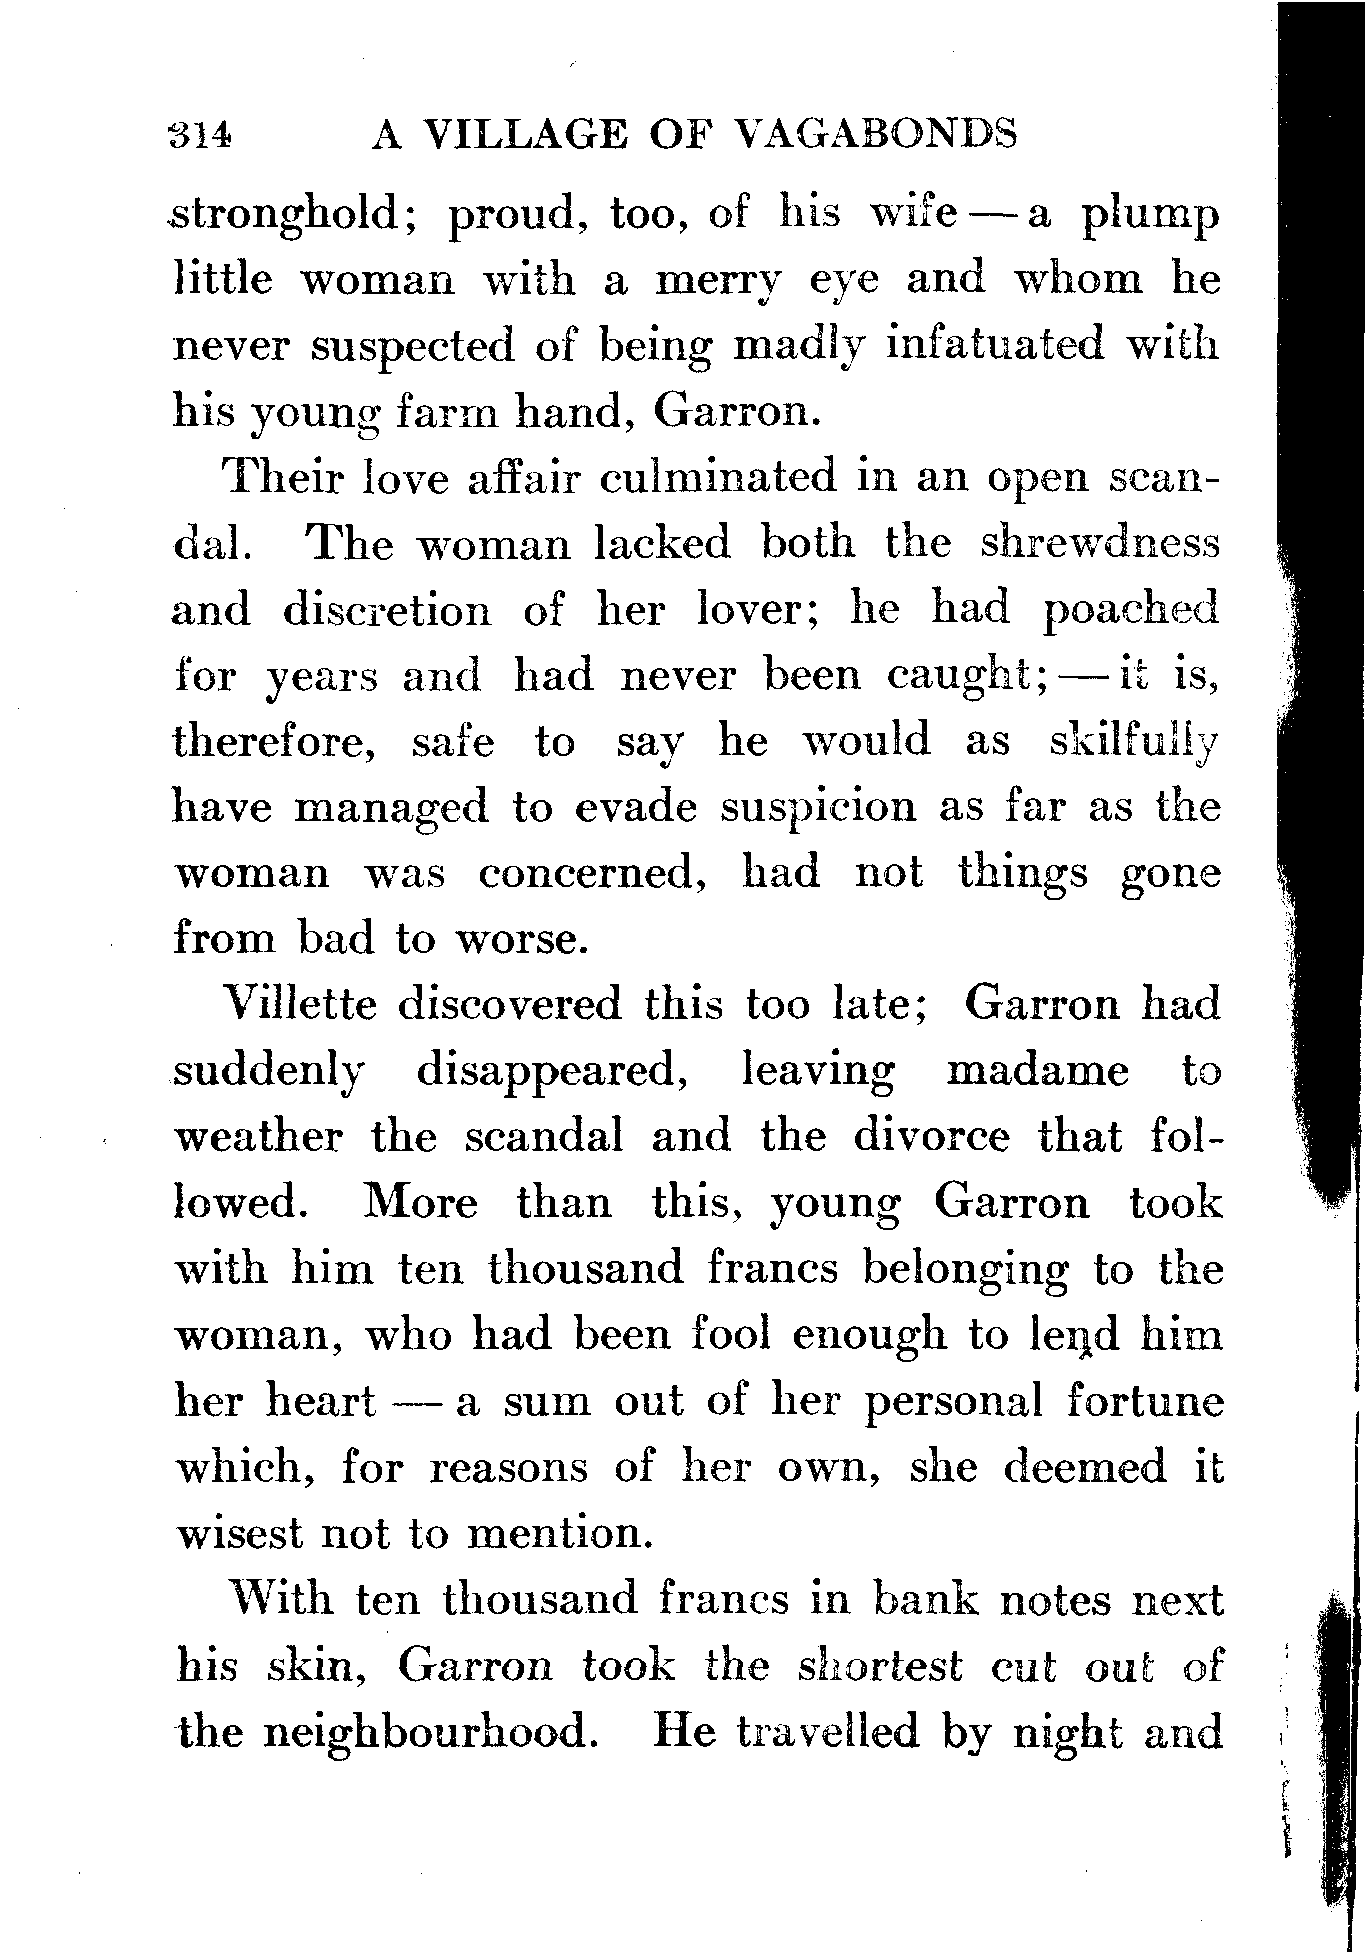 314 A VILLAGE OF VAGABONDS
stronghold; proud, too, of his wife — a plump
little woman with a merry eye and whom he
never suspected of being madly infatuated with
his young farm hand, Garron.
Their love affair culminated in an open scan-
dal. The woman lacked both the shrewdness
and discretion of her lover; he had poached
for years and had never been caught; — it is,
therefore, safe to say he would as skilfully
have managed to evade suspicion as far as the
woman was concerned, had not things gone
from bad to worse.
Villette discovered this too late; Garron had
suddenly disappeared, leaving madame to
weather the scandal and the divorce that fol-
lowed. More than this, young Garron took
with him ten thousand francs belonging to the
woman, who had been fool enough to lend him
her heart — a sum out of her personal fortune
which, for reasons of her own, she deemed it
wisest not to mention.
With ten thousand francs in bank notes next
his skin, Garron took the shortest cut out of
the neighbourhood. He travelled by night and